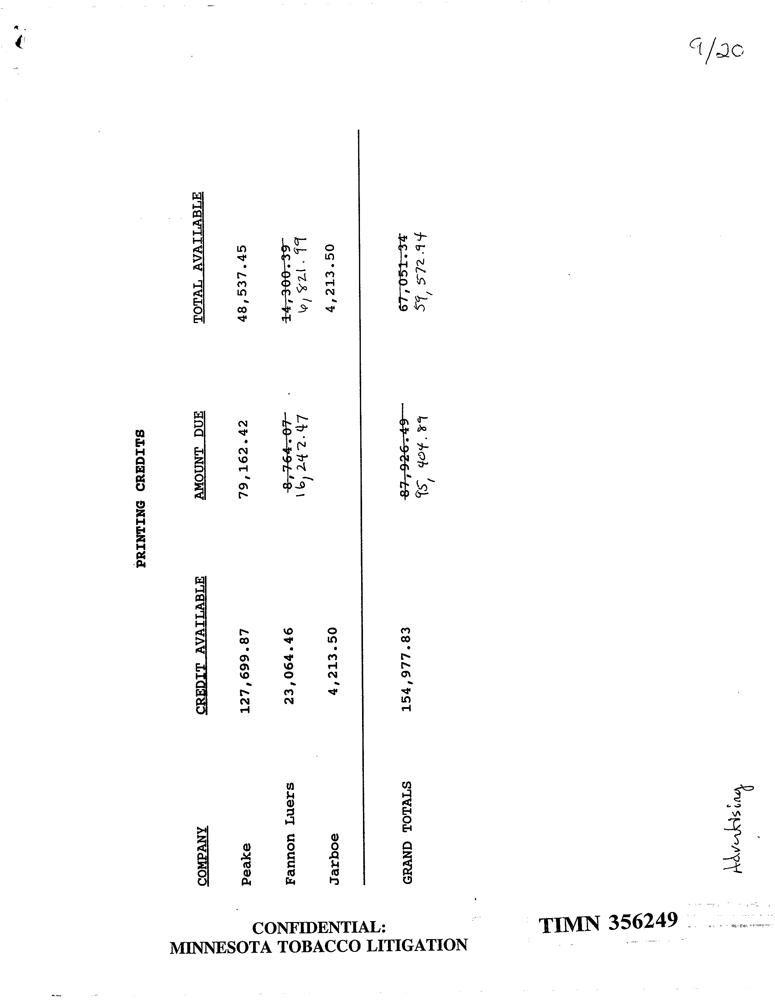 9/20
PRINTING CREDITS
COMPANY CREDIT AVAILABLE AMOUNT DUE TOTAL AVAILABLE
Peake 127,699.87 79,162.42 48,537.45
Fannon Luers 23,064.46 8,764.07 14,300.39
16,242.47 6,821.99
Jarboe 4,213.50 4,213.50
GRAND TOTALS 154,977.83 87,926.49 67,051.34
95,404.89 59,572.94
Advertising
CONFIDENTIAL:
MINNESOTA TOBACCO LITIGATION
TIMN 356249